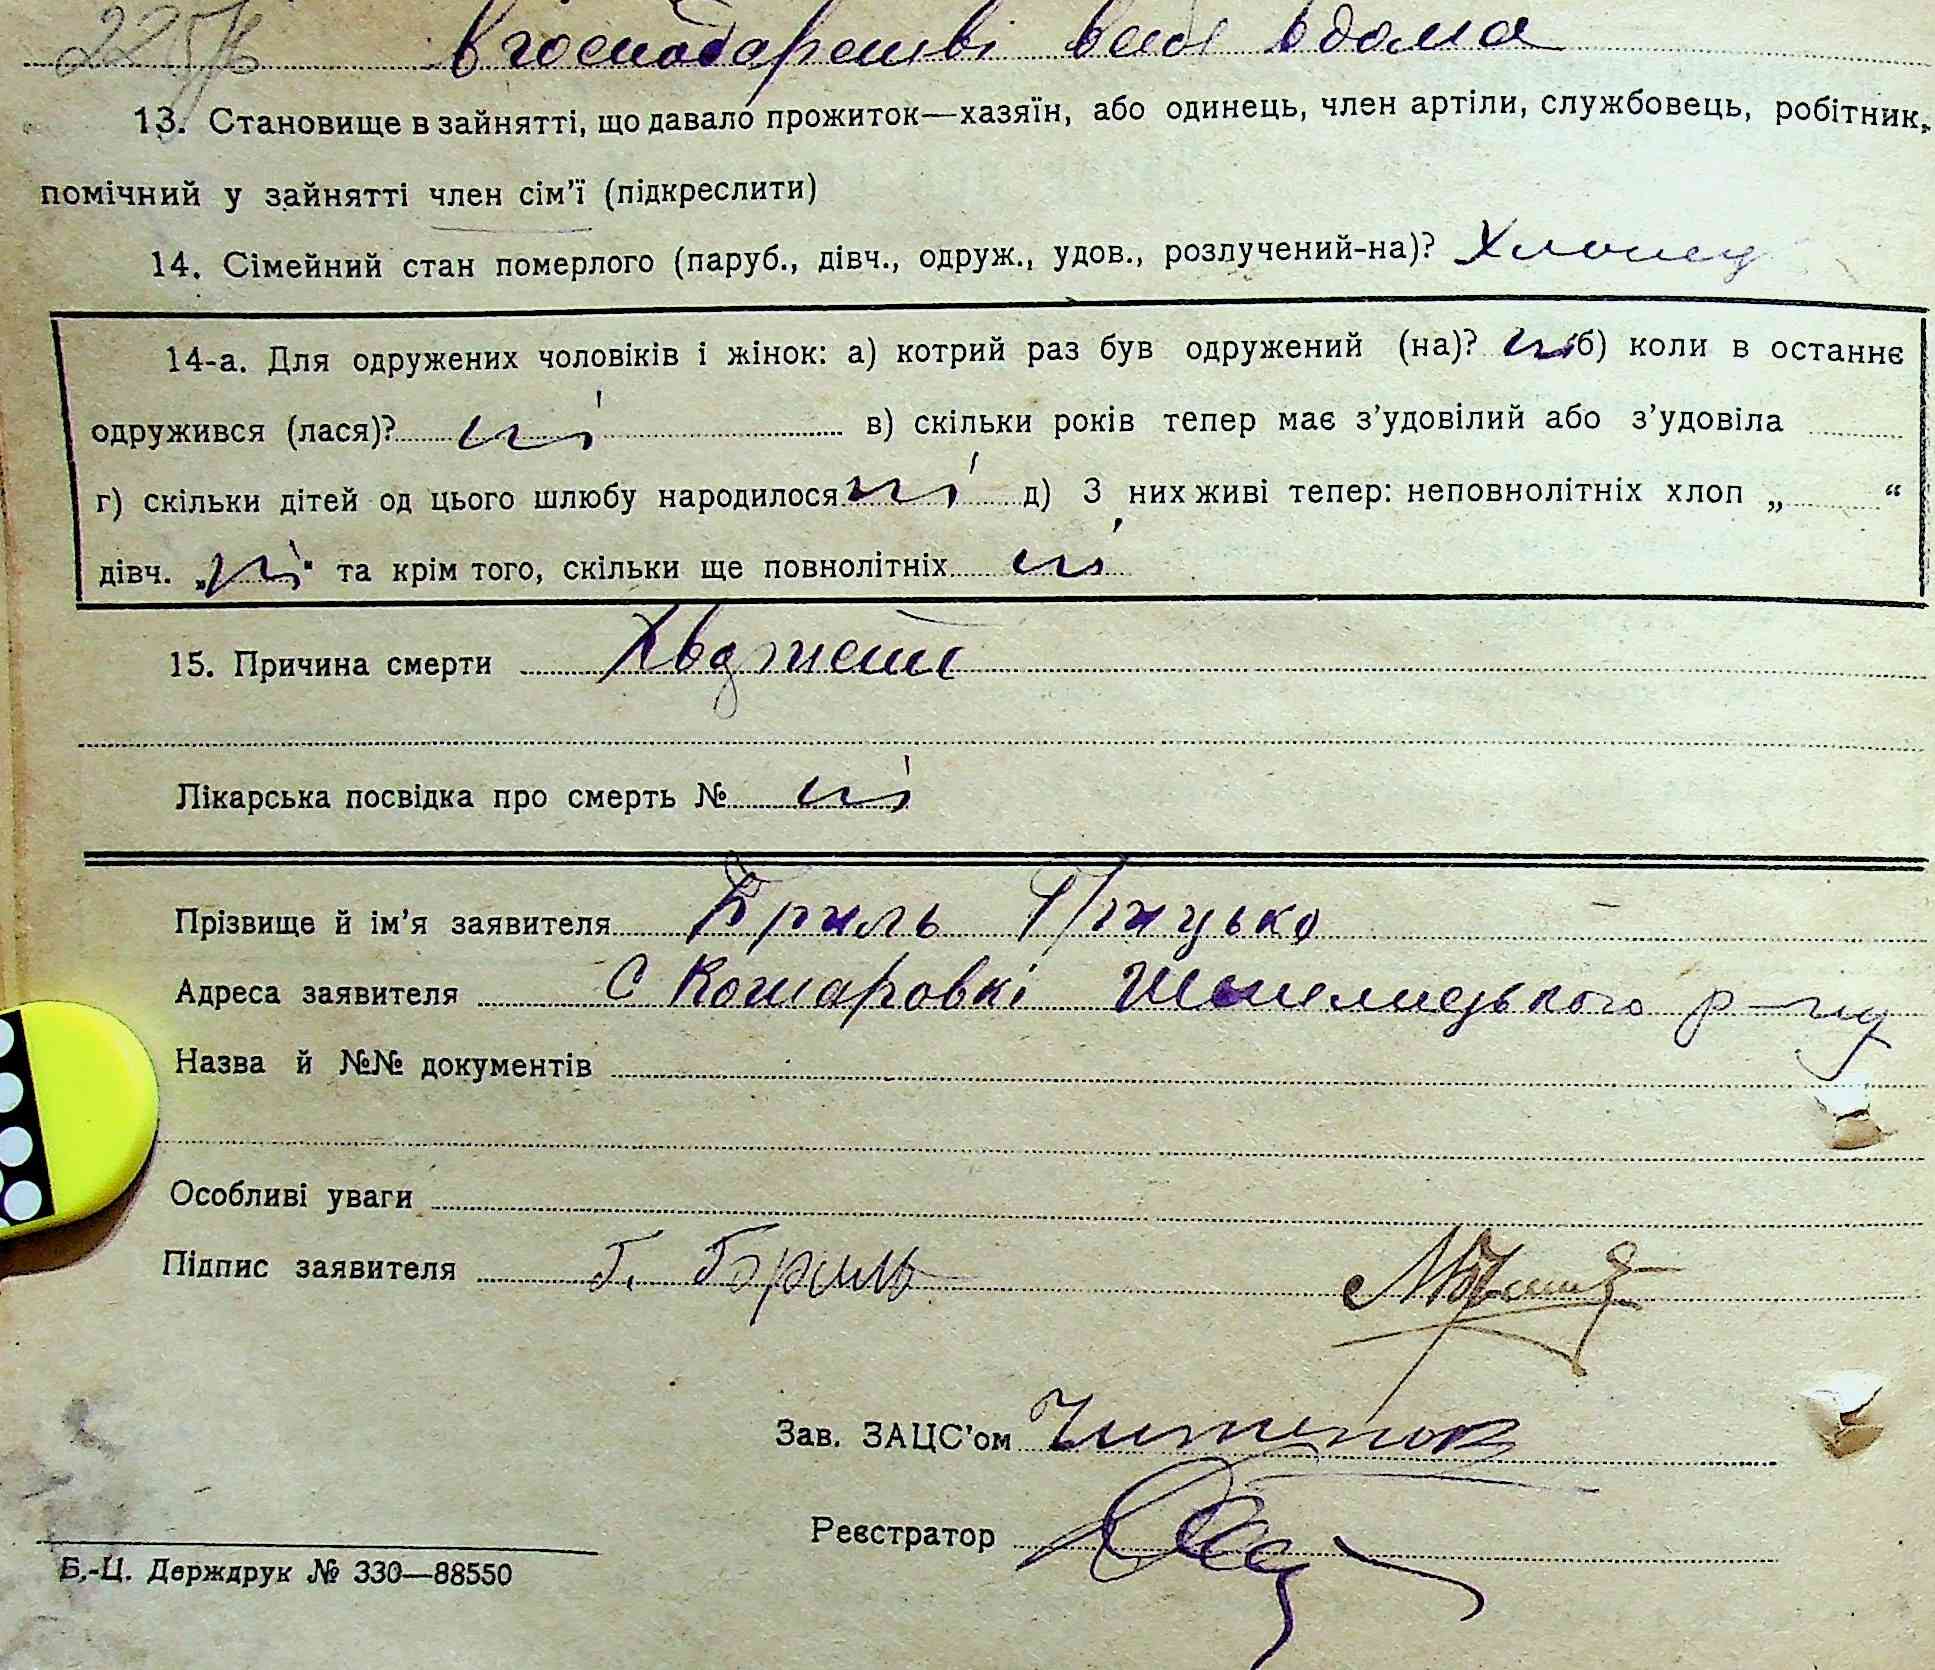 в господарстві веде вдома
13. Становище в зайнятті, що давало прожиток—хазяїн, або одинець, член артіли, службовець, робітник,
помічний у зайнятті член сім'ї (підкреслити)
14. Сімейний стан померлого (паруб., дівч., одруж., удов., розлучений-на)? Хлопец
14-а. Для одружених чоловіків і жінок: а) котрий раз був одружений (на)? ні б) коли в останнє
одружився (лася)? ні в) скільки років тепер має з'удовілий або з'удовіла
г) скільки дітей од цього шлюбу народилося ні д) З них живі тепер: неповнолітніх хлоп „ “
дівч. „ні" та крім того, скільки ще повнолітніх ні
15. Причина смерти
Лікарська посвідка про смерть № ні
Прізвище й ім'я заявителя Бриль Грицько
Адреса заявителя С Кошаровкі Шепелицького р-ну
Назва й №№ документів
Особливі уваги
Підпис заявителя Г. Бриль
Зав. ЗАЦС'ом
Реєстратор
Б.-Ц. Держдрук № 330—88550